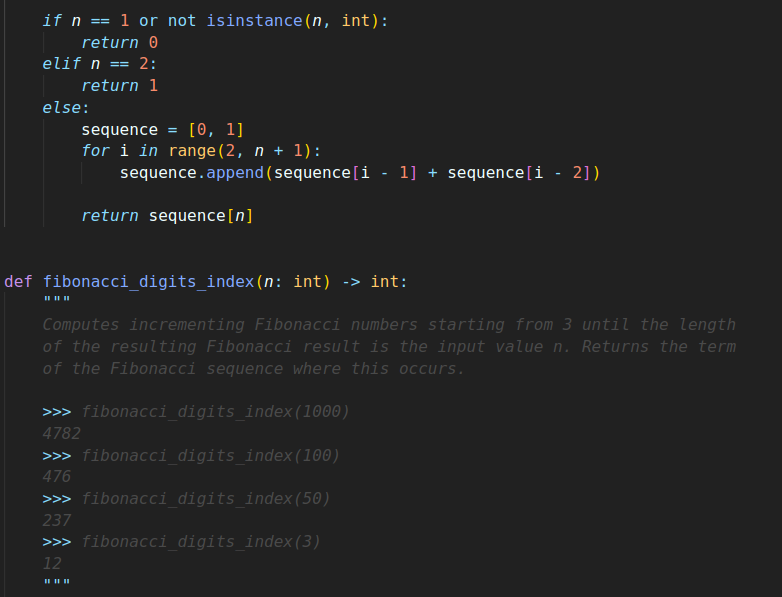 if n == 1 or not isinstance(n, int):
return 0
elif n == 2:
return 1
else:
sequence = [0, 1]
for i in range(2, n + 1):
sequence.append(sequence[i - 1] + sequence[i - 2])
return sequence[n]
def fibonacci_digits_index(n: int) -> int:
"""
Computes incrementing Fibonacci numbers starting from 3 until the length
of the resulting Fibonacci result is the input value n. Returns the term
of the Fibonacci sequence where this occurs.
>>> fibonacci_digits_index(1000)
4782
>>> fibonacci_digits_index(100)
476
>>> fibonacci_digits_index(50)
237
>>> fibonacci_digits_index(3)
12
"""